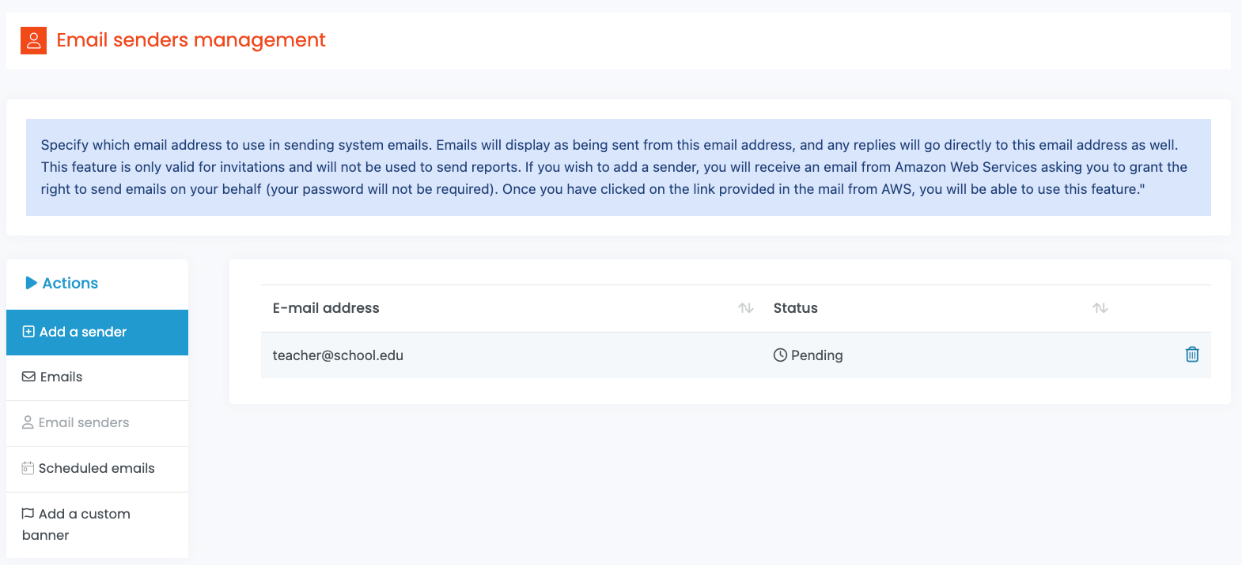 Email senders management
Specify which email address to use in sending system emails. Emails will display as being sent from this email address, and any replies will go directly to this email address as well.
This feature is only valid for invitations and will not be used to send reports. If you wish to add a sender, you will receive an email from Amazon Web Services asking you to grant the
right to send emails on your behalf (your password will not be required). Once you have clicked on the link provided in the mail from AWS, you will be able to use this feature."
Actions
Add a sender
Emails
Email senders
Scheduled emails
Add a custom
banner
E-mail address Status
teacher@school.edu Pending